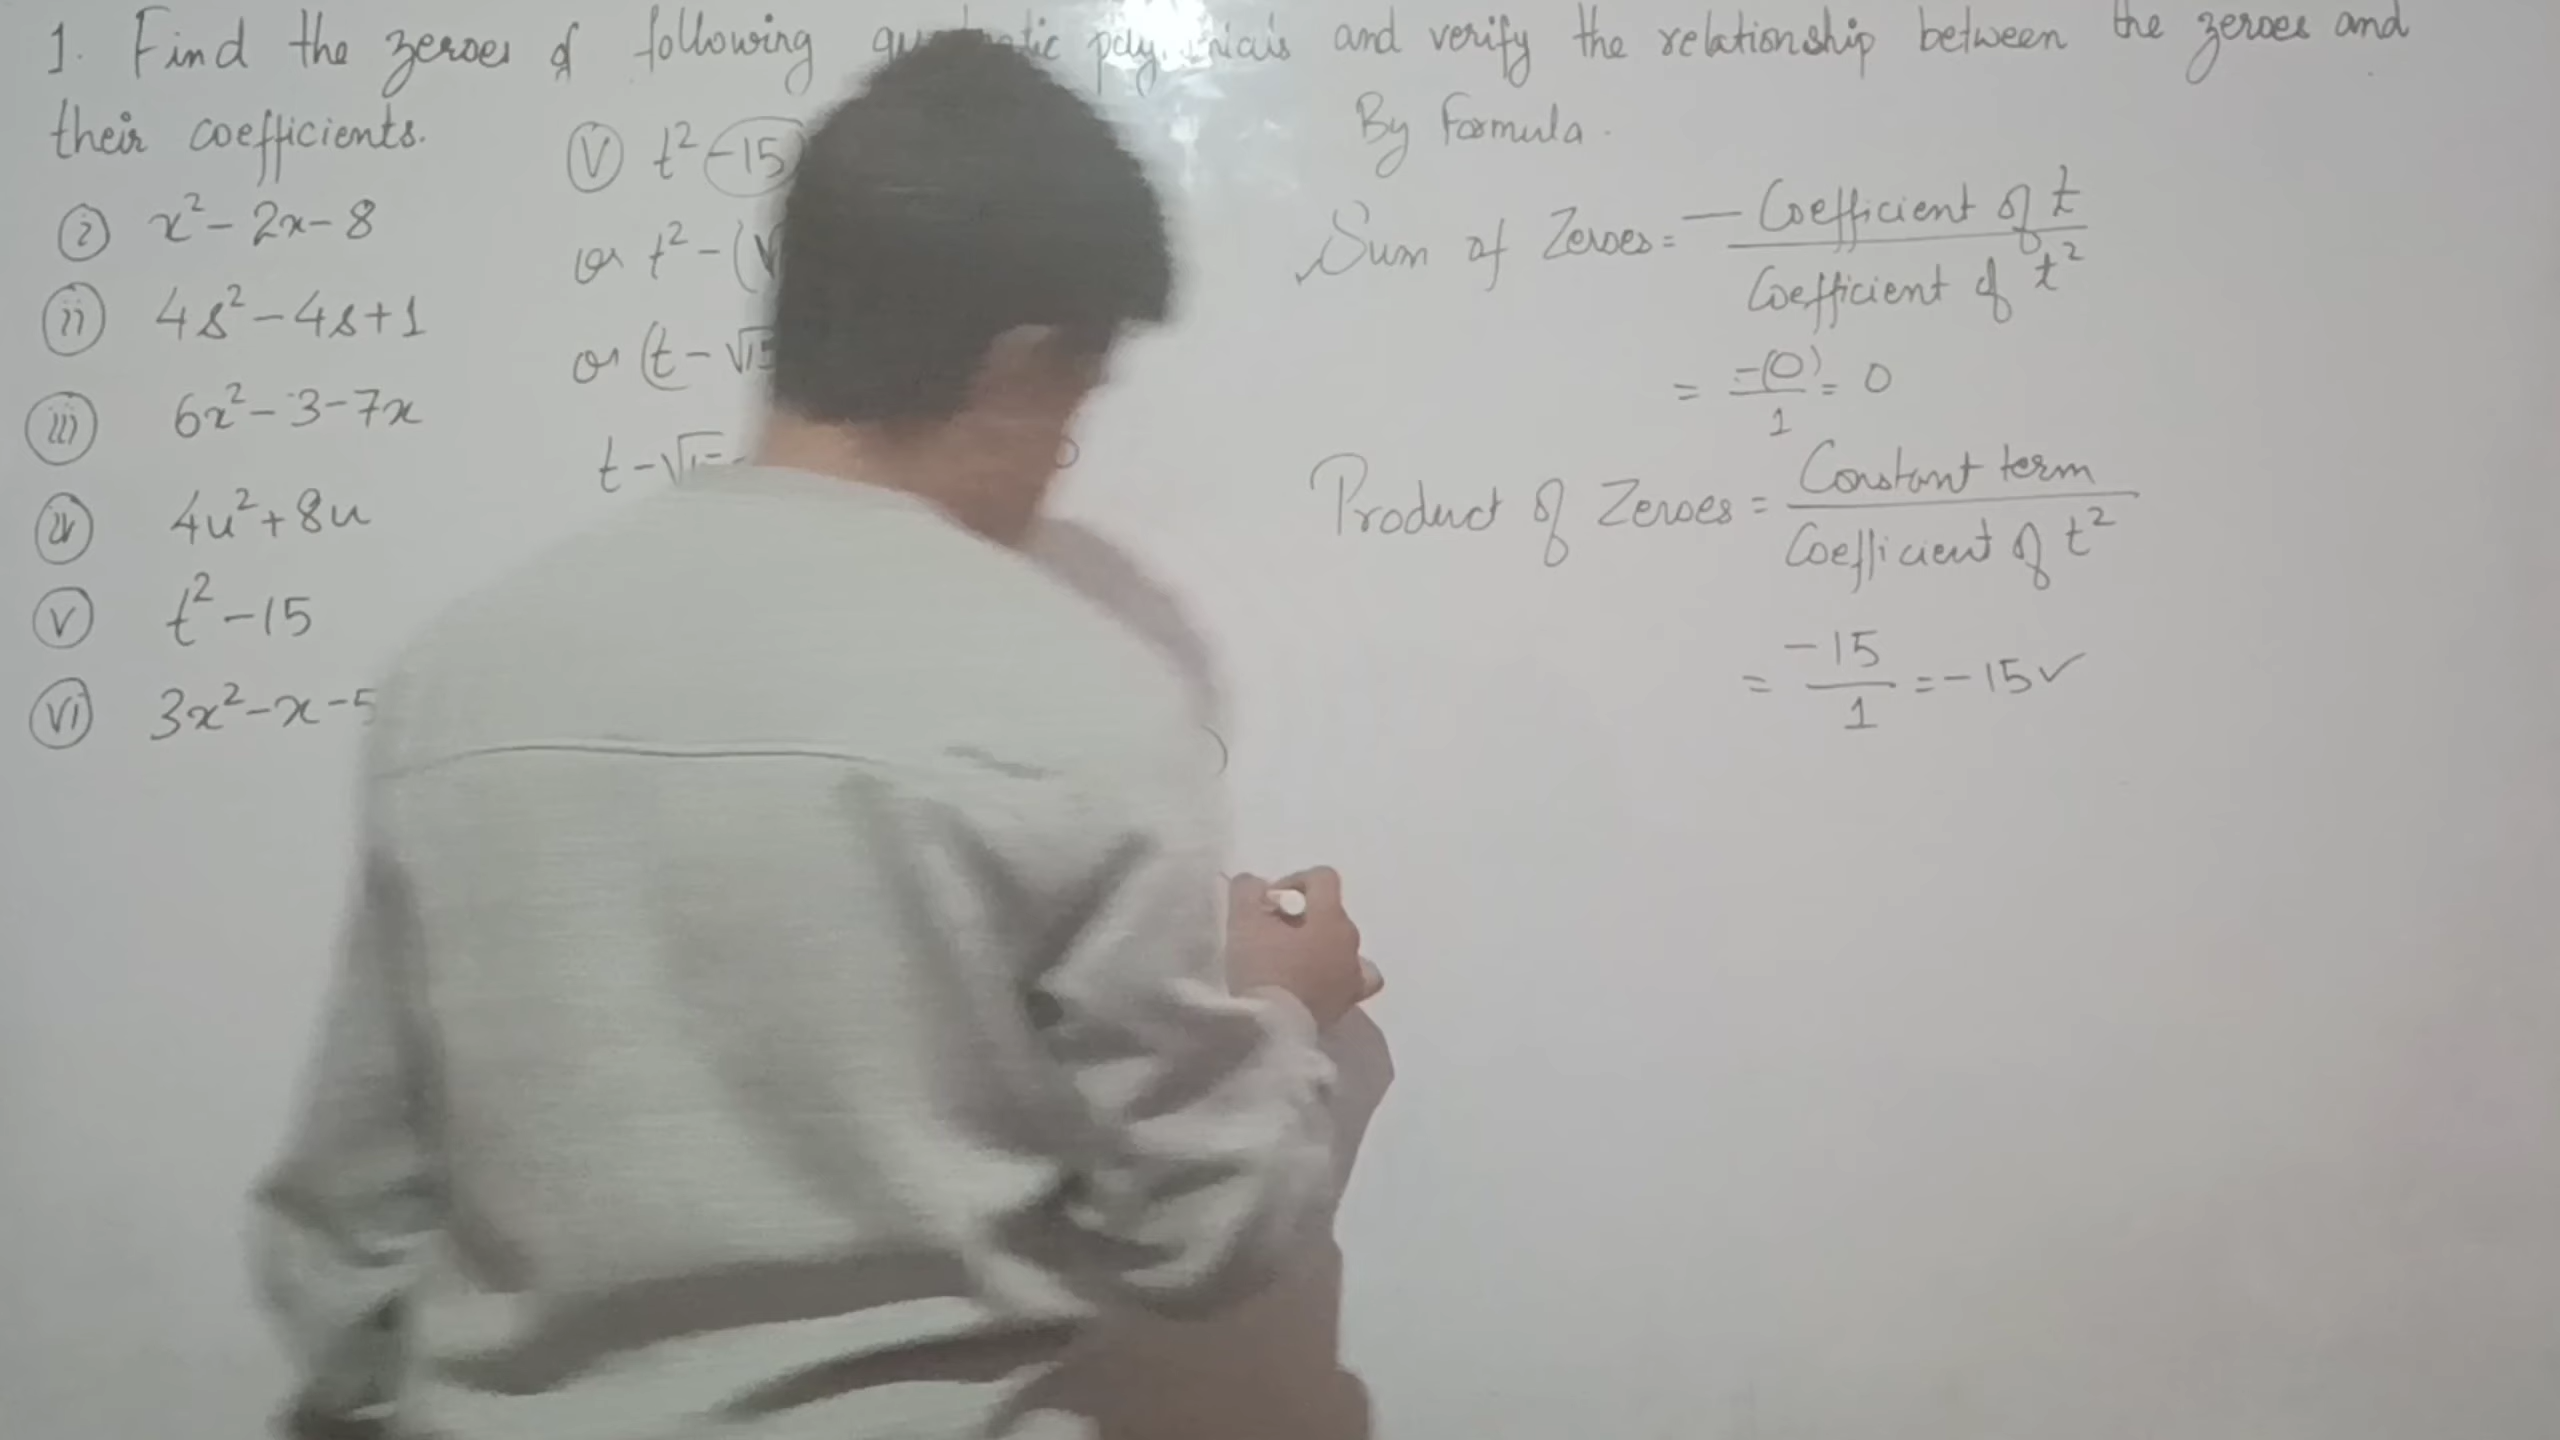 1. Find the zeroes of following polynomials and verify the relationship between the zeroes and
their coefficients.
(i) x² - 2x - 8
(ii) 4s² - 4s + 1
(iii) 6x² - 3 - 7x
(iv) 4u² + 8u
(v) t² - 15
(vi) 3x² - x - 5
(V) t² - 15
or t² - (√
or (t - √15
t - √15
By Formula.
Sum of Zeroes = - Coefficient of t / Coefficient of t²
= -(0)/1 = 0
Product of Zeroes = Constant term / Coefficient of t²
= -15/1 = -15 ✓